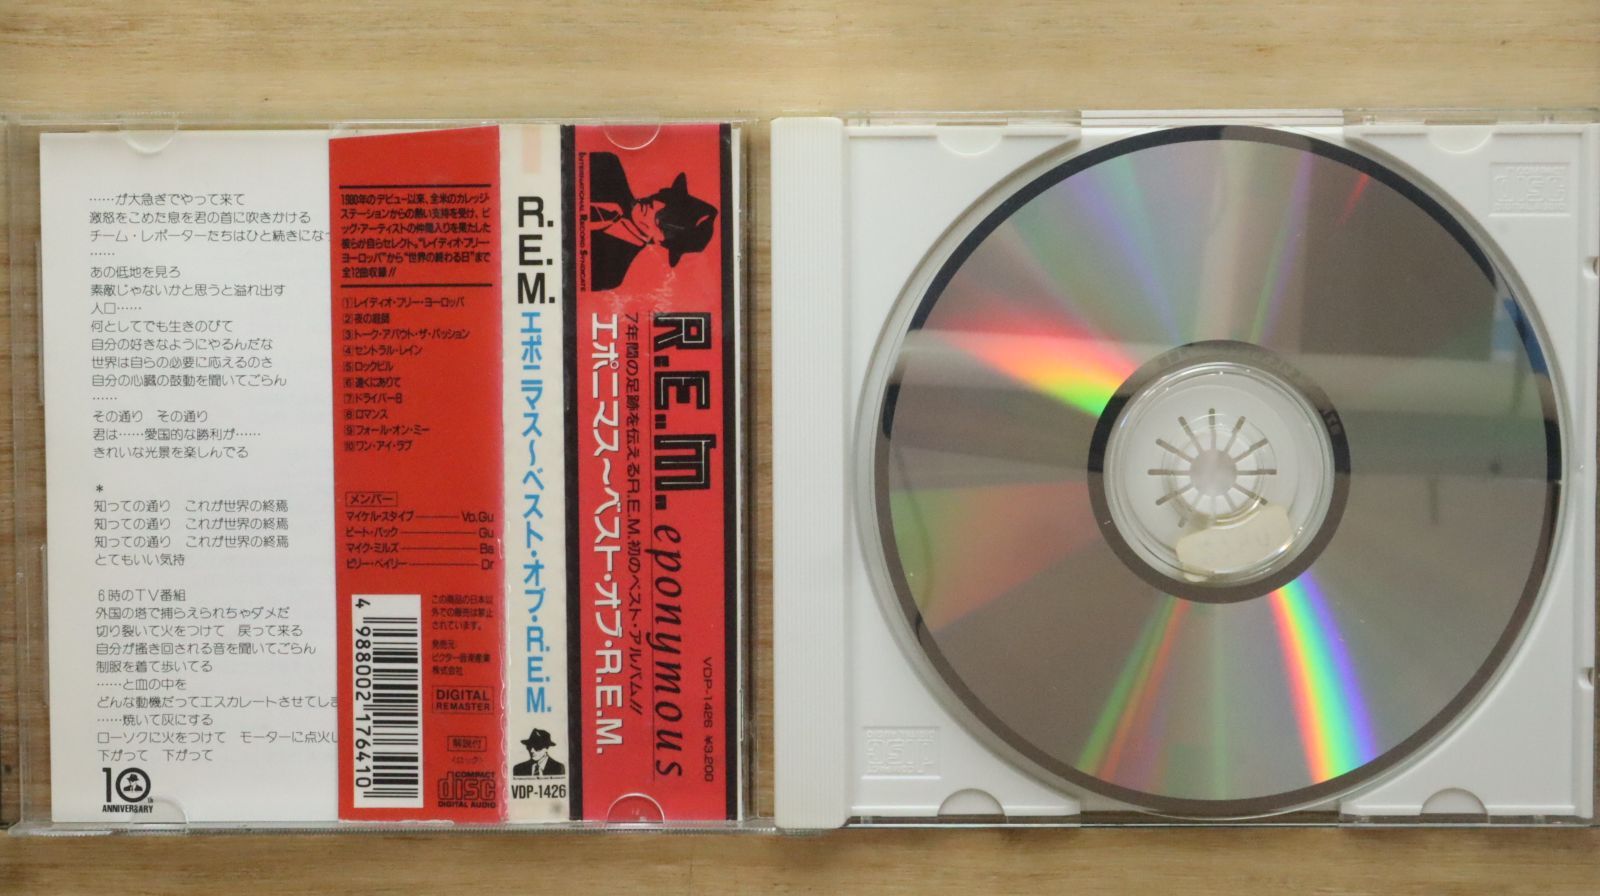 ……が大急ぎでやって来て
激怒をこめた息を君の首に吹きかける
チーム・レポーターたちはひと続きになっ
……
あの低地を見ろ
素敵じゃないかと思うと溢れ出す
人口……
何としてでも生きのびて
自分の好きなようにやるんだな
世界は自らの必要に応えるのさ
自分の心臓の鼓動を聞いてごらん
……
その通り その通り
君は……愛国的な勝利が……
きれいな光景を楽しんでる
*
知っての通り これが世界の終焉
知っての通り これが世界の終焉
知っての通り これが世界の終焉
とてもいい気持
6時のTV番組
外国の塔で捕らえられちゃダメだ
切り裂いて火をつけて 戻って来る
自分が掻き回される音を聞いてごらん
制服を着て歩いてる
……と血の中を
どんな動機だってエスカレートさせてしま
……焼いて灰にする
ローソクに火をつけて モーターに点火し
下がって 下がって
10th
ANNIVERSARY
1980年のデビュー以来、全米のカレッジ・
ステーションからの熱い支持を受け、ビ
ッグ・アーティストの仲間入りを果たした
彼らが自らセレクト。"レイディオ・フリー・
ヨーロッパ"から"世界の終わる日"まで
全12曲収録!!
①レイディオ・フリー・ヨーロッパ
②夜の庭師
③トーク・アバウト・ザ・パッション
④セントラル・レイン
⑤ロックビル
⑥遠くにありて
⑦ドライバー8
⑧ロマンス
⑨フォール・オン・ミー
⑩ワン・アイ・ラブ
メンバー
マイケル・スタイプ Vo,Gu
ピート・バック Gu
マイク・ミルズ Ba
ビリー・ベイリー Dr
4 988002 176410
この商品の日本以
外での販売は禁止
されています。
発売元:
ビクター音楽産業
株式会社
DIGITAL
REMASTER
解説付
〈ロック〉
COMPACT
disc
DIGITAL AUDIO
R.E.M.
エポニマス～ベスト・オブ・R.E.M.
INTERNATIONAL RECORD SYNDICATE
VDP-1426
INTERNATIONAL RECORD SYNDICATE
R.E.M. eponymous
7年間の足跡を伝えるR.E.M.初のベスト・アルバム!!
エポニマス～ベスト・オブ・R.E.M.
VDP-1426 ¥3,200
COMPACT
disc
DIGITAL AUDIO